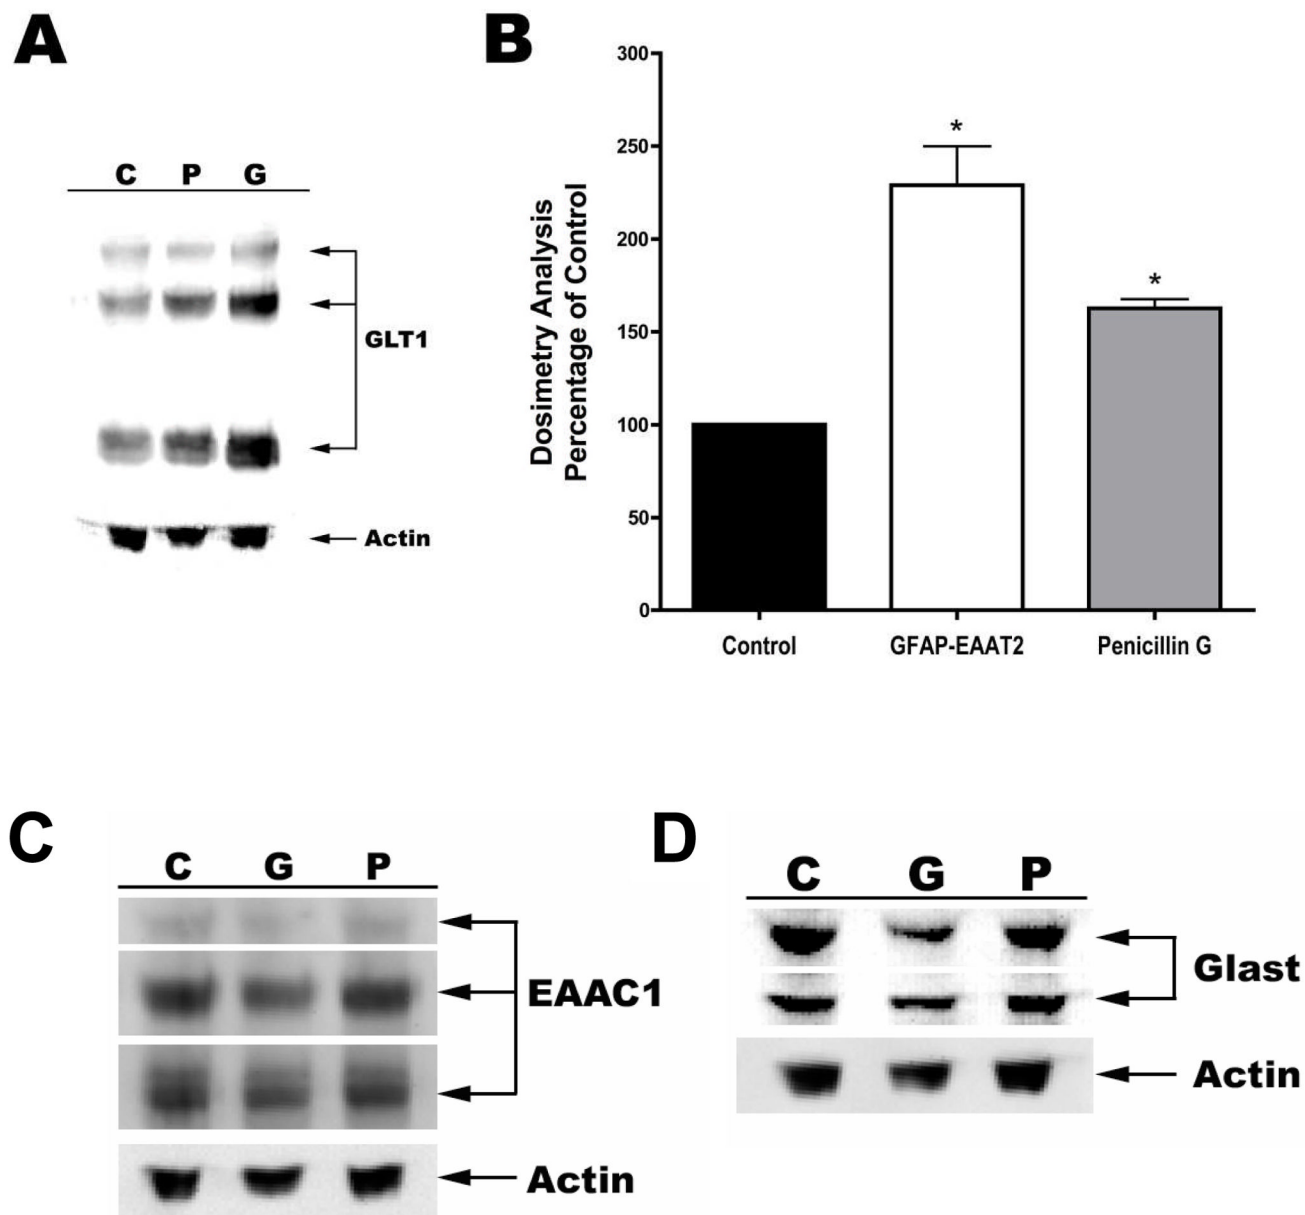 A
C P G
GLT1
Actin
B
300
250
200
150
100
50
0
Dosimetry Analysis
Percentage of Control
*
*
Control GFAP-EAAT2 Penicillin G
C
C G P
EAAC1
Actin
D
C G P
Glast
Actin